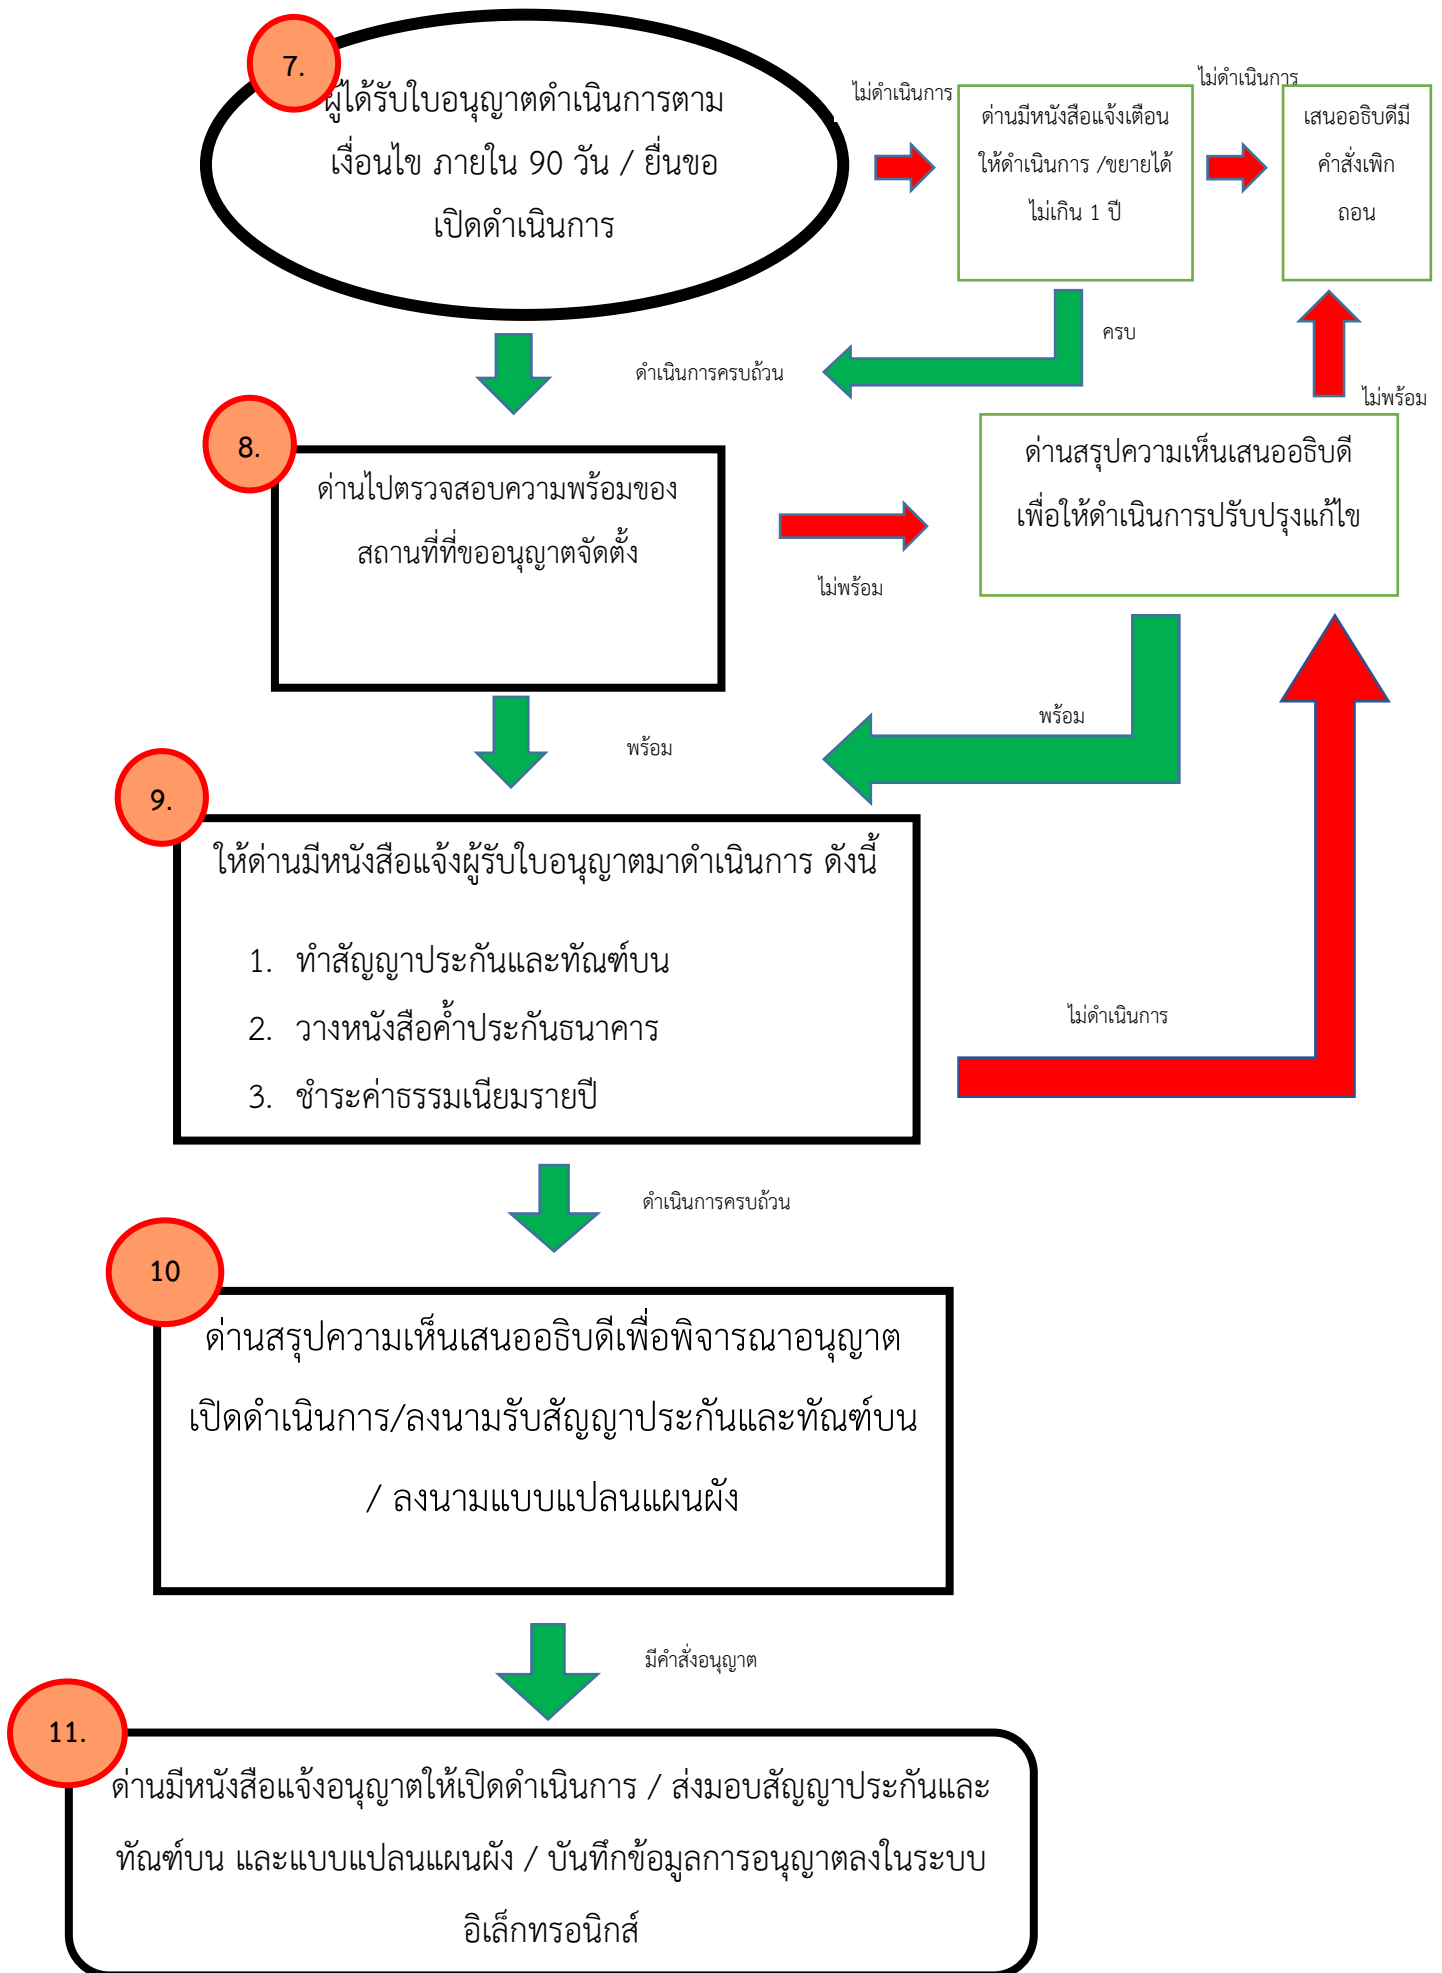 7.
ผู้ได้รับใบอนุญาตดำเนินการตาม
เงื่อนไข ภายใน 90 วัน / ยื่นขอ
เปิดดำเนินการ
ไม่ดำเนินการ
ด่านมีหนังสือแจ้งเตือน
ให้ดำเนินการ /ขยายได้
ไม่เกิน 1 ปี
ไม่ดำเนินการ
เสนออธิบดีมี
คำสั่งเพิก
ถอน
ครบ
ดำเนินการครบถ้วน
ไม่พร้อม
8.
ด่านไปตรวจสอบความพร้อมของ
สถานที่ที่ขออนุญาตจัดตั้ง
ไม่พร้อม
ด่านสรุปความเห็นเสนออธิบดี
เพื่อให้ดำเนินการปรับปรุงแก้ไข
พร้อม
พร้อม
9.
ให้ด่านมีหนังสือแจ้งผู้รับใบอนุญาตมาดำเนินการ ดังนี้
1. ทำสัญญาประกันและทัณฑ์บน
2. วางหนังสือค้ำประกันธนาคาร
3. ชำระค่าธรรมเนียมรายปี
ไม่ดำเนินการ
ดำเนินการครบถ้วน
10
ด่านสรุปความเห็นเสนออธิบดีเพื่อพิจารณาอนุญาต
เปิดดำเนินการ/ลงนามรับสัญญาประกันและทัณฑ์บน
/ ลงนามแบบแปลนแผนผัง
มีคำสั่งอนุญาต
11.
ด่านมีหนังสือแจ้งอนุญาตให้เปิดดำเนินการ / ส่งมอบสัญญาประกันและ
ทัณฑ์บน และแบบแปลนแผนผัง / บันทึกข้อมูลการอนุญาตลงในระบบ
อิเล็กทรอนิกส์